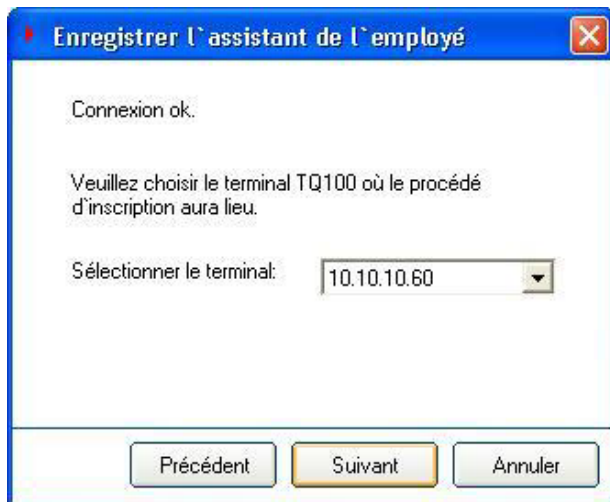 Enregistrer l`assistant de l`employé
Connexion ok.
Veuillez choisir le terminal TQ100 où le procédé
d'inscription aura lieu.
Sélectionner le terminal:
10.10.10.60
Précédent
Suivant
Annuler